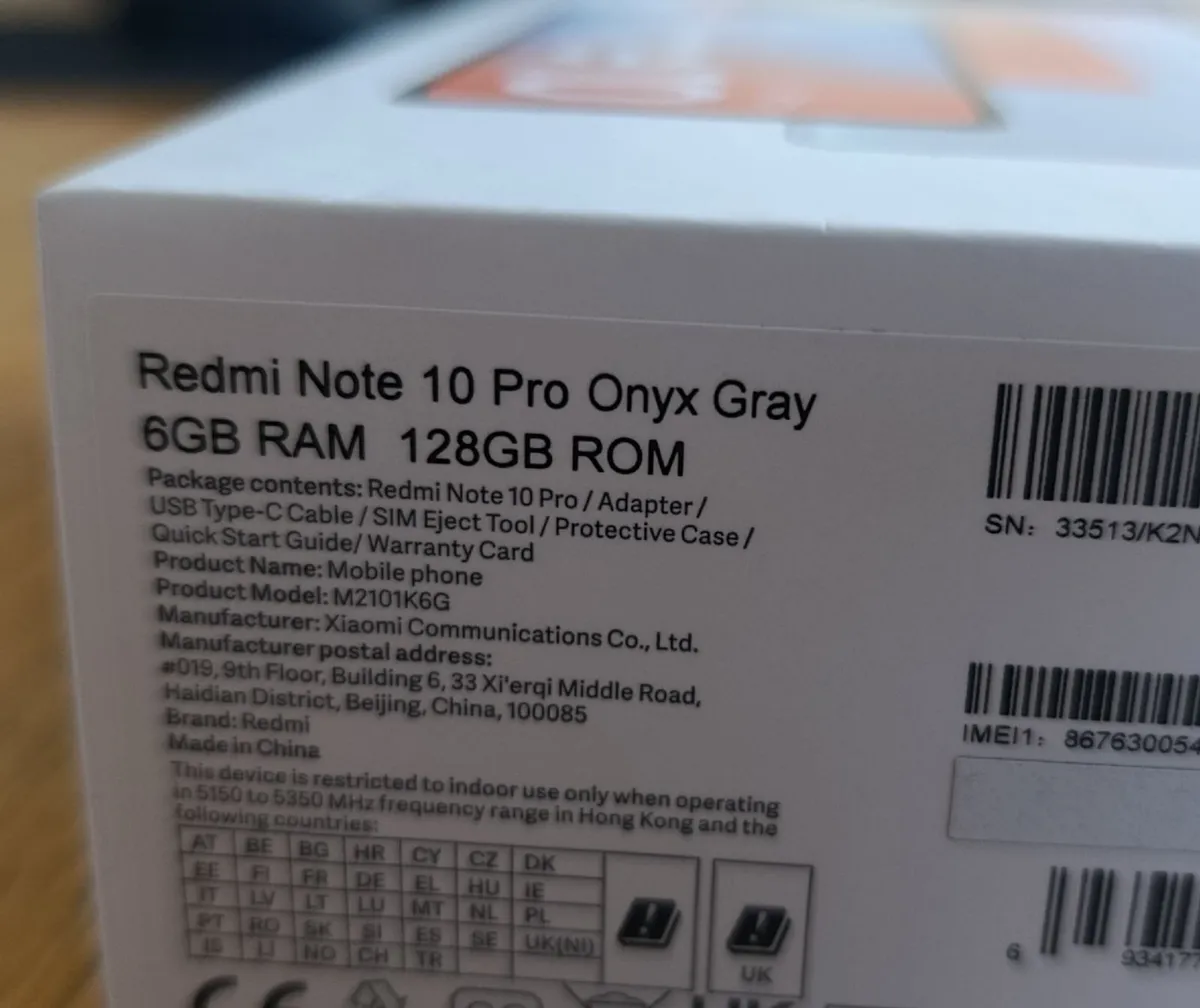 Redmi Note 10 Pro Onyx Gray
6GB RAM 128GB ROM
Package contents: Redmi Note 10 Pro / Adapter /
USB Type-C Cable / SIM Eject Tool / Protective Case /
Quick Start Guide/ Warranty Card
Product Name: Mobile phone
Product Model: M2101K6G
Manufacturer: Xiaomi Communications Co., Ltd.
Manufacturer postal address:
#019, 9th Floor, Building 6, 33 Xi'erqi Middle Road,
Haidian District, Beijing, China, 100085
Brand: Redmi
Made in China
This device is restricted to indoor use only when operating
in 5150 to 5350 MHz frequency range in Hong Kong and the
following countries:
AT BE BG HR CY CZ DK
EE FI FR DE EL HU IE
IT LV LT LU MT NL PL
PT RO SK SI ES SE UK(NI)
IS LI NO CH TR
UK
CE
SN: 33513/K2N
IMEI1: 867630054
6 934177